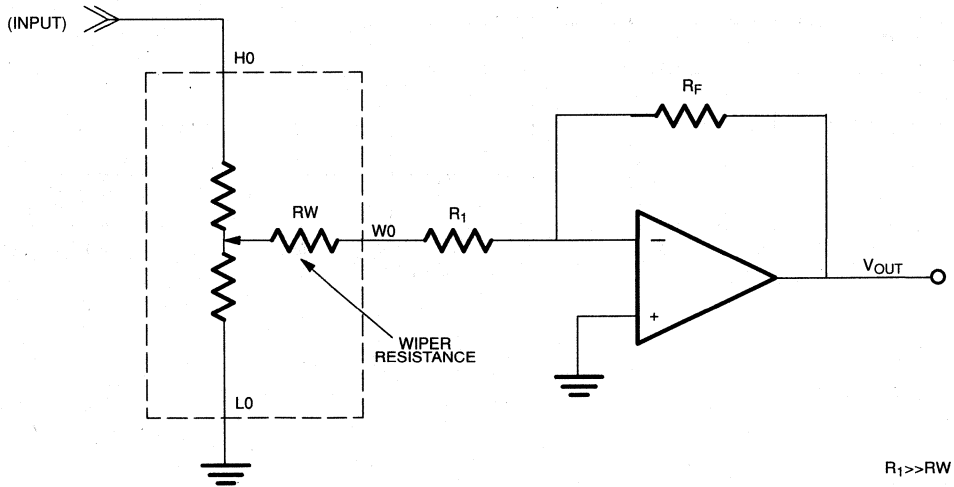 (INPUT)
H0
RF
RW
W0
R1
−
VOUT
+
WIPER
RESISTANCE
L0
R1>>RW